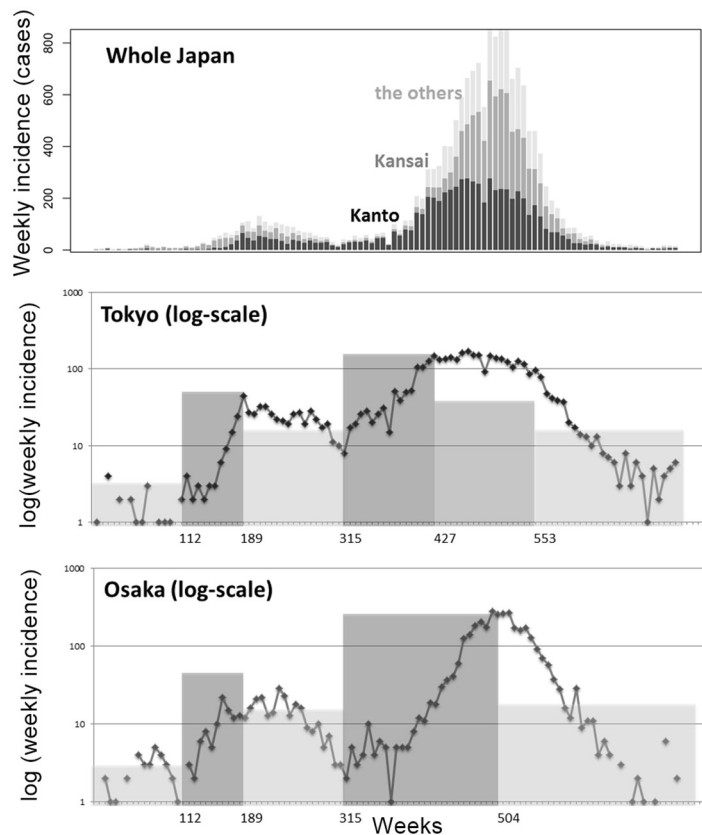 Weekly incidence (cases)
800
600
400
200
0
Whole Japan
the others
Kansai
Kanto
log(weekly incidence)
1000
100
10
1
Tokyo (log-scale)
112 189 315 427 553
log (weekly incidence)
1000
100
10
1
Osaka (log-scale)
112 189 315 504
Weeks